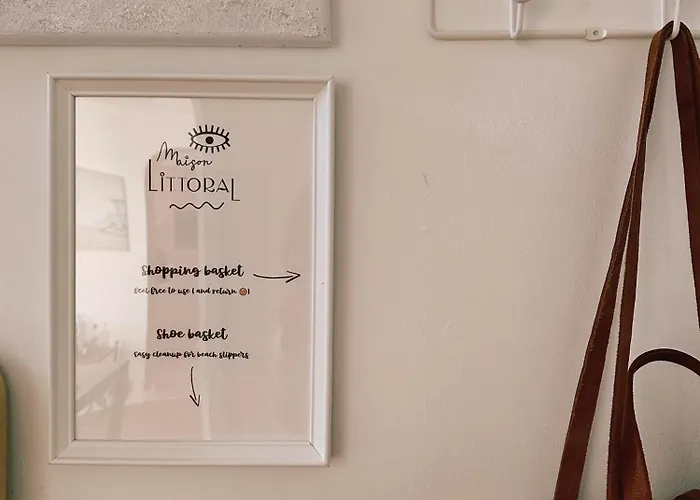 Maison
LITTORAL
Shopping basket
Feel free to use (and return 😊)
Shoe basket
Easy cleanup for beach slippers